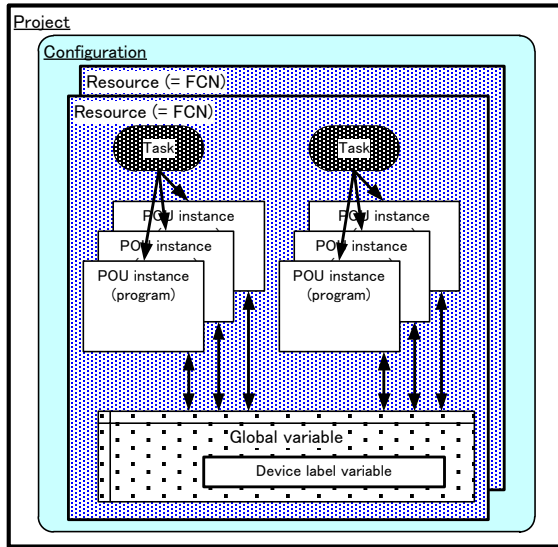 Project
Configuration
Resource (= FCN)
Resource (= FCN)
Task
Task
POU instance
POU instance
POU instance
(program)
POU instance
POU instance
POU instance
(program)
Global variable
Device label variable